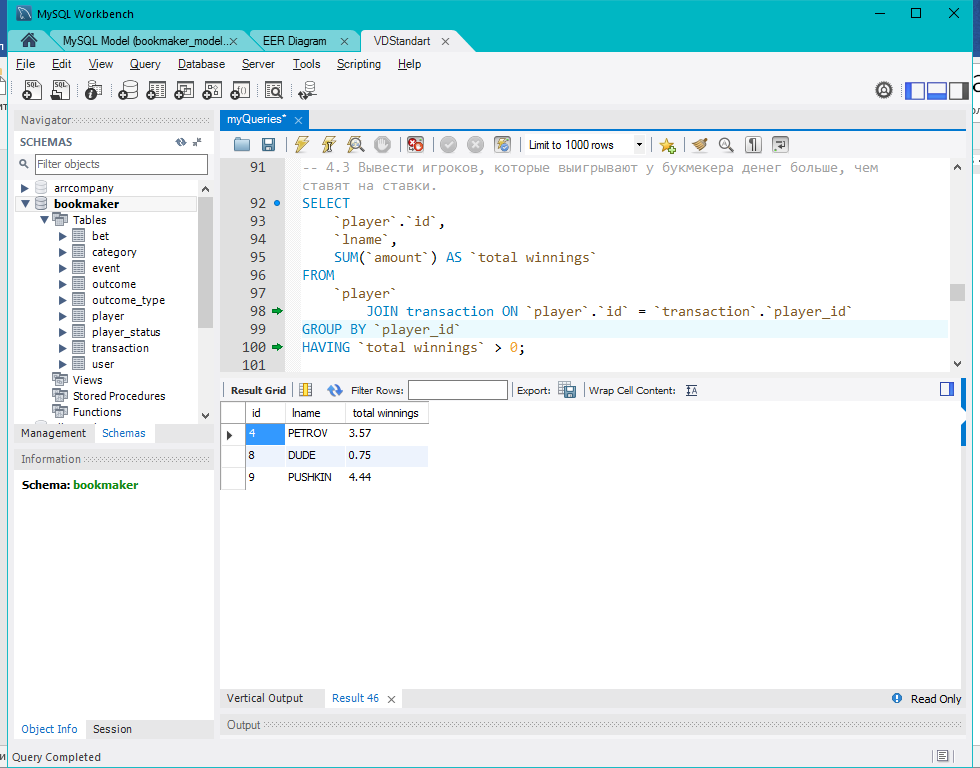 MySQL Workbench
MySQL Model (bookmaker_model.. × EER Diagram × VDStandart ×
File Edit View Query Database Server Tools Scripting Help
Navigator
SCHEMAS
Filter objects
arrcompany
bookmaker
Tables
bet
category
event
outcome
outcome_type
player
player_status
transaction
user
Views
Stored Procedures
Functions
Management Schemas
Information
Schema: bookmaker
Object Info Session
myQueries* ×
Limit to 1000 rows
91 -- 4.3 Вывести игроков, которые выигрывают у букмекера денег больше, чем
ставят на ставки.
92 SELECT
93 `player`.`id`,
94 `lname`,
95 SUM(`amount`) AS `total winnings`
96 FROM
97 `player`
98 JOIN transaction ON `player`.`id` = `transaction`.`player_id`
99 GROUP BY `player_id`
100 HAVING `total winnings` > 0;
101
Result Grid Filter Rows: Export: Wrap Cell Content:
id lname total winnings
4 PETROV 3.57
8 DUDE 0.75
9 PUSHKIN 4.44
Vertical Output Result 46 × Read Only
Output
Query Completed